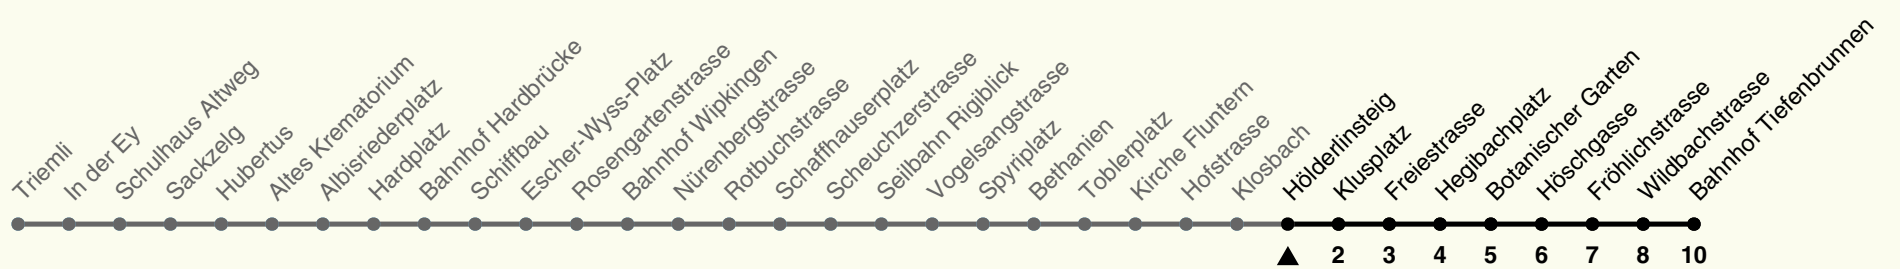 Triemli
In der Ey
Schulhaus Altweg
Sackzelg
Hubertus
Altes Krematorium
Albisriederplatz
Hardplatz
Bahnhof Hardbrücke
Schiffbau
Escher-Wyss-Platz
Rosengartenstrasse
Bahnhof Wipkingen
Nürenbergstrasse
Rotbuchstrasse
Schaffhauserplatz
Scheuchzerstrasse
Seilbahn Rigiblick
Vogelsangstrasse
Spyriplatz
Bethanien
Toblerplatz
Kirche Fluntern
Hofstrasse
Klosbach
Hölderlinsteig
Klusplatz
Freiestrasse
Hegibachplatz
Botanischer Garten
Höschgasse
Fröhlichstrasse
Wildbachstrasse
Bahnhof Tiefenbrunnen
2 3 4 5 6 7 8 10